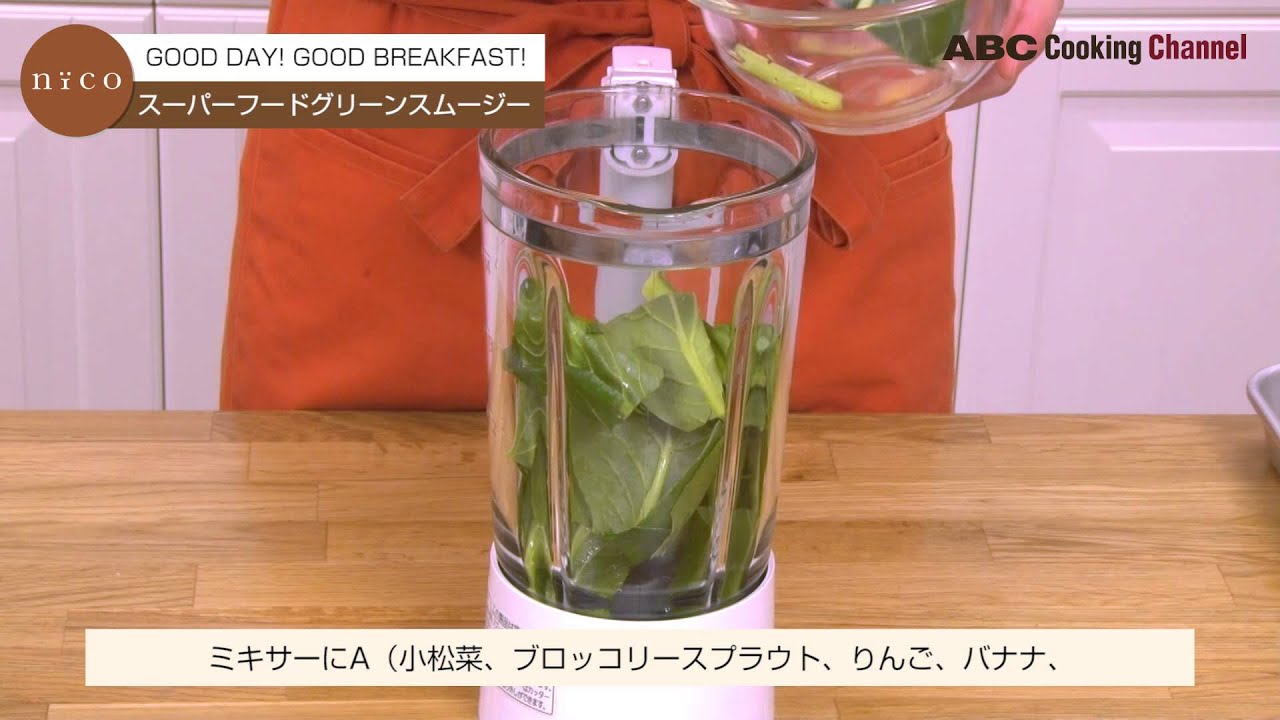 nico
GOOD DAY! GOOD BREAKFAST!
スーパーフードグリーンスムージー
ABC Cooking Channel
ミキサーにA（小松菜、ブロッコリースプラウト、りんご、バナナ、